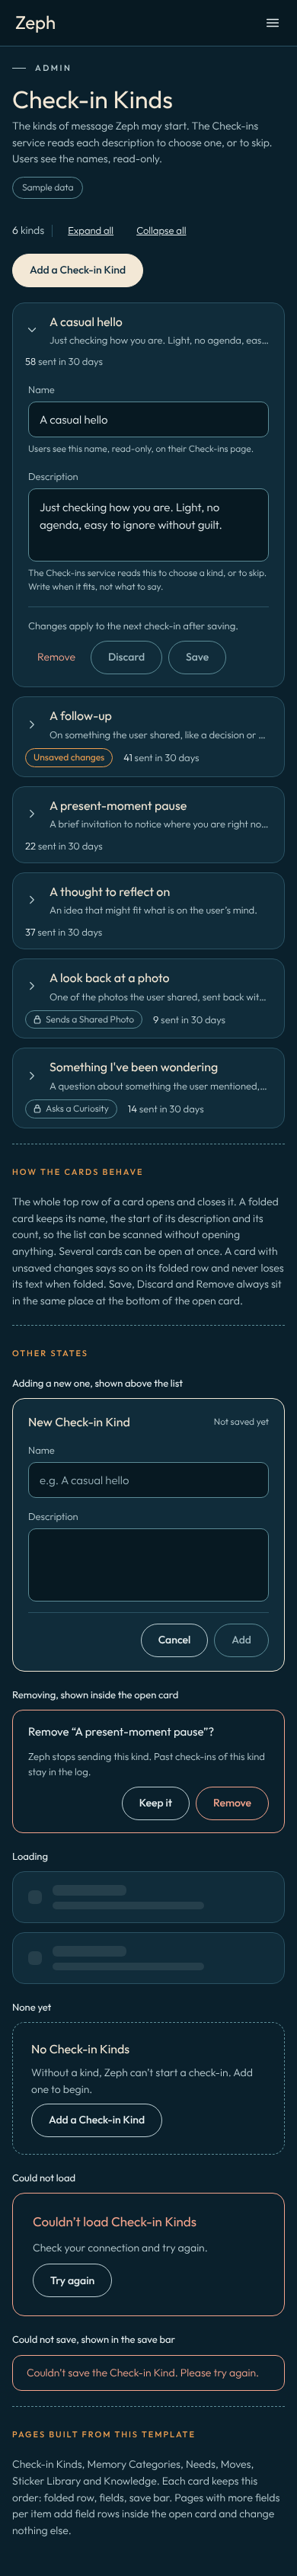 Zeph
ADMIN
Check-in Kinds
The kinds of message Zeph may start. The Check-ins
service reads each description to choose one, or to skip.
Users see the names, read-only.
Sample data
6 kinds
Expand all
Collapse all
Add a Check-in Kind
A casual hello
Just checking how you are. Light, no agenda, eas…
58 sent in 30 days
Name
A casual hello
Users see this name, read-only, on their Check-ins page.
Description
Just checking how you are. Light, no
agenda, easy to ignore without guilt.
The Check-ins service reads this to choose a kind, or to skip.
Write when it fits, not what to say.
Changes apply to the next check-in after saving.
Remove
Discard
Save
A follow-up
On something the user shared, like a decision or …
Unsaved changes
41 sent in 30 days
A present-moment pause
A brief invitation to notice where you are right no…
22 sent in 30 days
A thought to reflect on
An idea that might fit what is on the user’s mind.
37 sent in 30 days
A look back at a photo
One of the photos the user shared, sent back wit…
Sends a Shared Photo
9 sent in 30 days
Something I've been wondering
A question about something the user mentioned,…
Asks a Curiosity
14 sent in 30 days
HOW THE CARDS BEHAVE
The whole top row of a card opens and closes it. A folded
card keeps its name, the start of its description and its
count, so the list can be scanned without opening
anything. Several cards can be open at once. A card with
unsaved changes says so on its folded row and never loses
its text when folded. Save, Discard and Remove always sit
in the same place at the bottom of the open card.
OTHER STATES
Adding a new one, shown above the list
New Check-in Kind
Not saved yet
Name
e.g. A casual hello
Description
Cancel
Add
Removing, shown inside the open card
Remove “A present-moment pause”?
Zeph stops sending this kind. Past check-ins of this kind
stay in the log.
Keep it
Remove
Loading
None yet
No Check-in Kinds
Without a kind, Zeph can’t start a check-in. Add
one to begin.
Add a Check-in Kind
Could not load
Couldn’t load Check-in Kinds
Check your connection and try again.
Try again
Could not save, shown in the save bar
Couldn’t save the Check-in Kind. Please try again.
PAGES BUILT FROM THIS TEMPLATE
Check-in Kinds, Memory Categories, Needs, Moves,
Sticker Library and Knowledge. Each card keeps this
order: folded row, fields, save bar. Pages with more fields
per item add field rows inside the open card and change
nothing else.